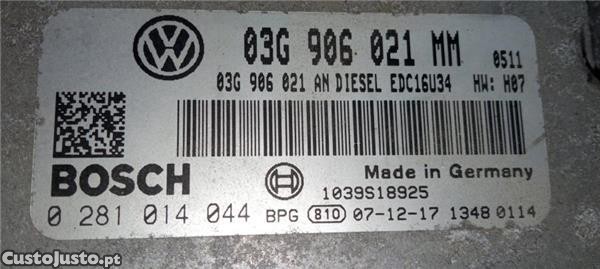 03G 906 021 MM 0511
03G 906 021 AN DIESEL EDC16U34 HW: H07
BOSCH
Made in Germany
1039S18925
0 281 014 044 BPG 810 07-12-17 1348 0114
CustoJusto.pt